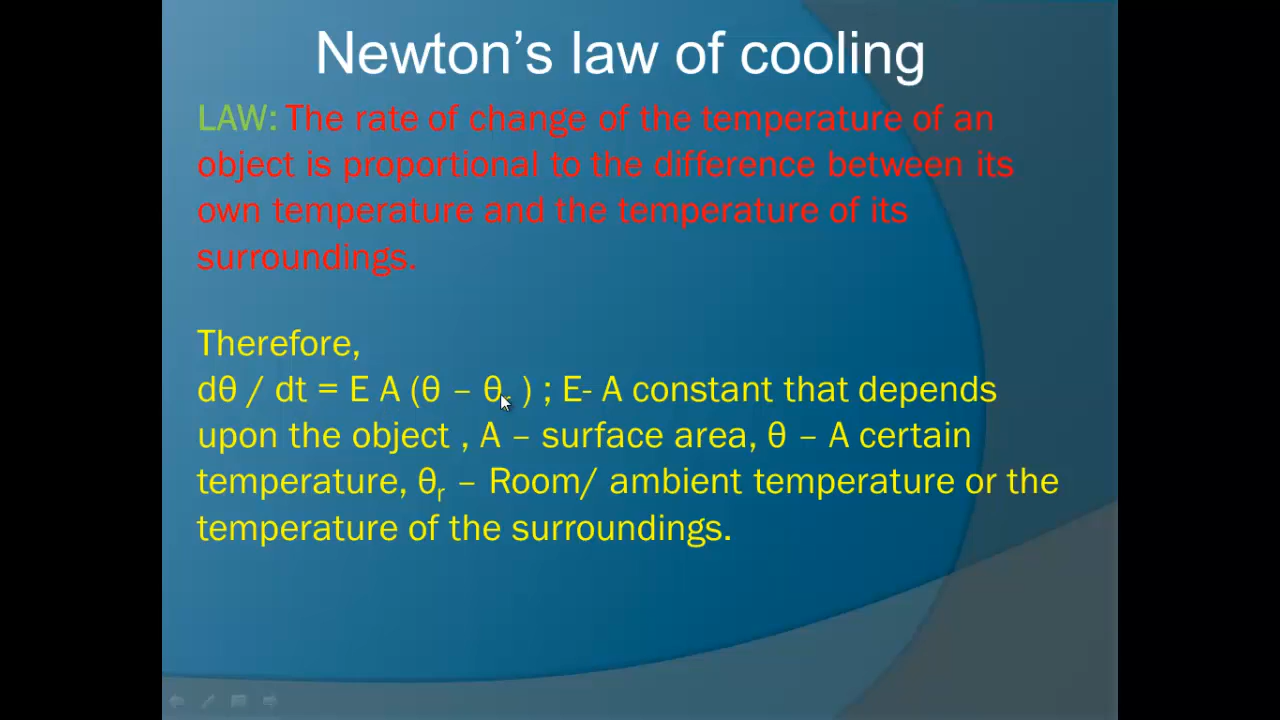 Newton’s law of cooling
LAW: The rate of change of the temperature of an
object is proportional to the difference between its
own temperature and the temperature of its
surroundings.
Therefore,
dθ / dt = E A (θ – θr ) ; E- A constant that depends
upon the object , A – surface area, θ – A certain
temperature, θr – Room/ ambient temperature or the
temperature of the surroundings.